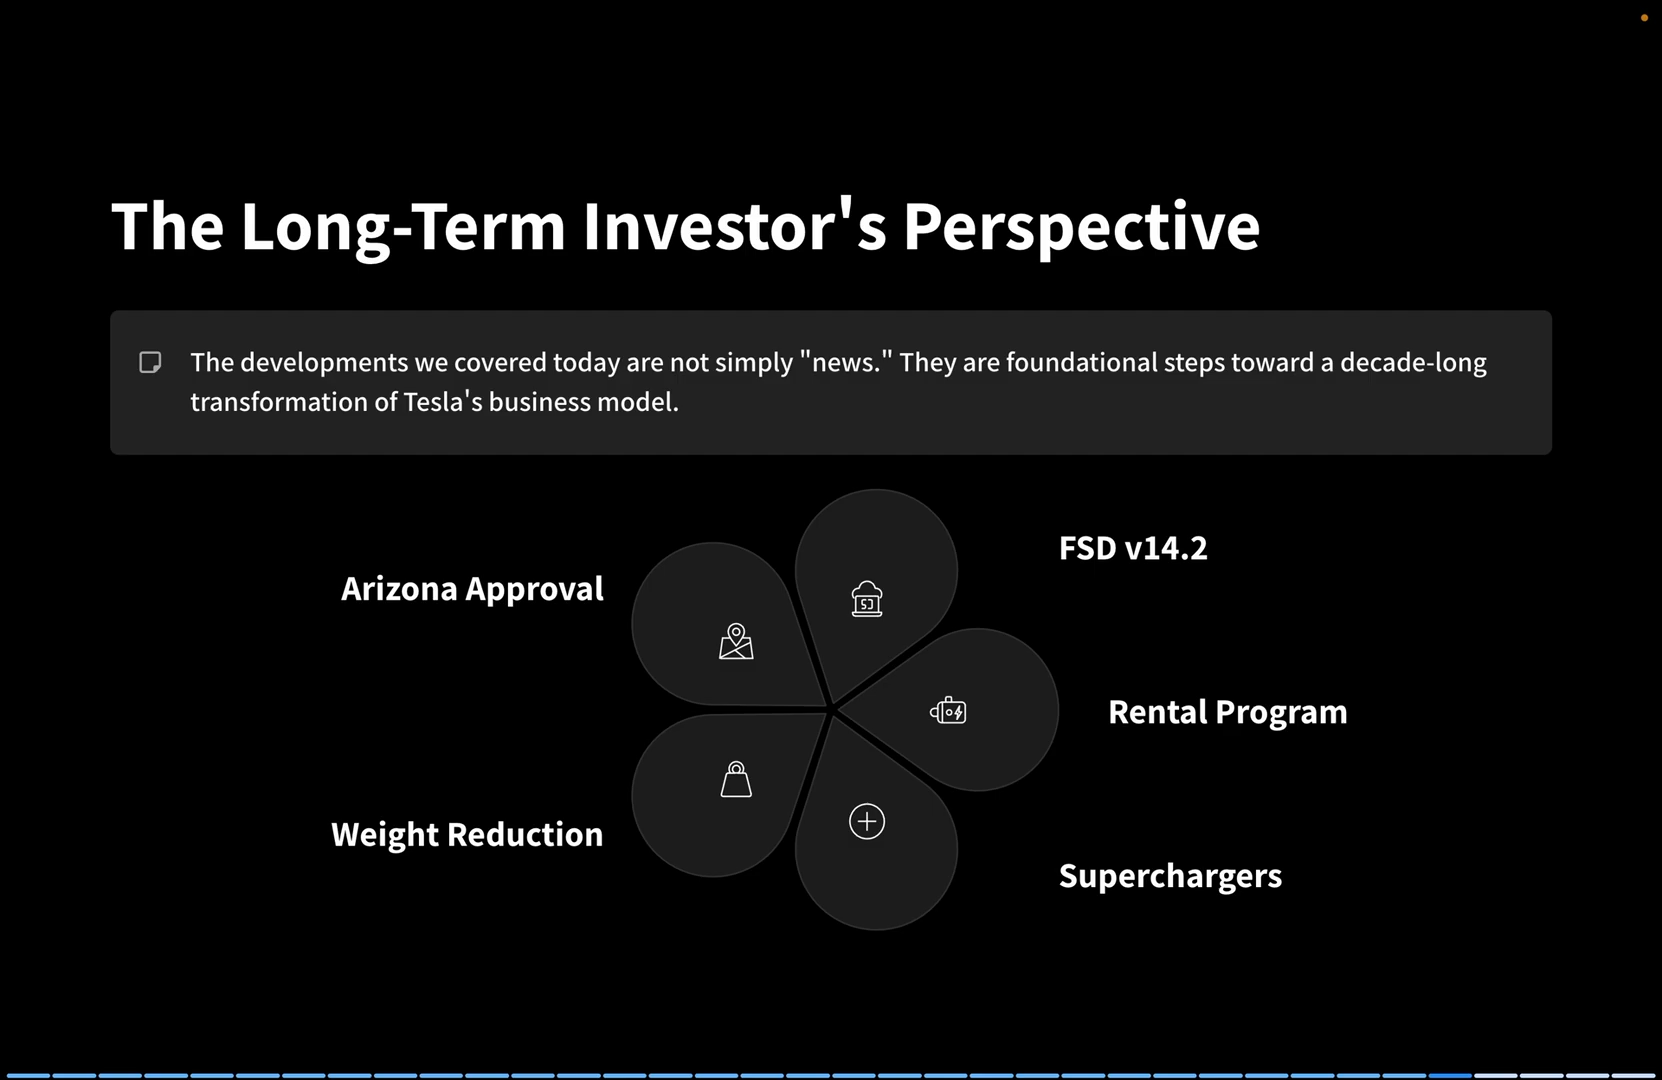 The Long-Term Investor's Perspective
The developments we covered today are not simply "news." They are foundational steps toward a decade-long
transformation of Tesla's business model.
FSD v14.2
Arizona Approval
Rental Program
Weight Reduction
Superchargers